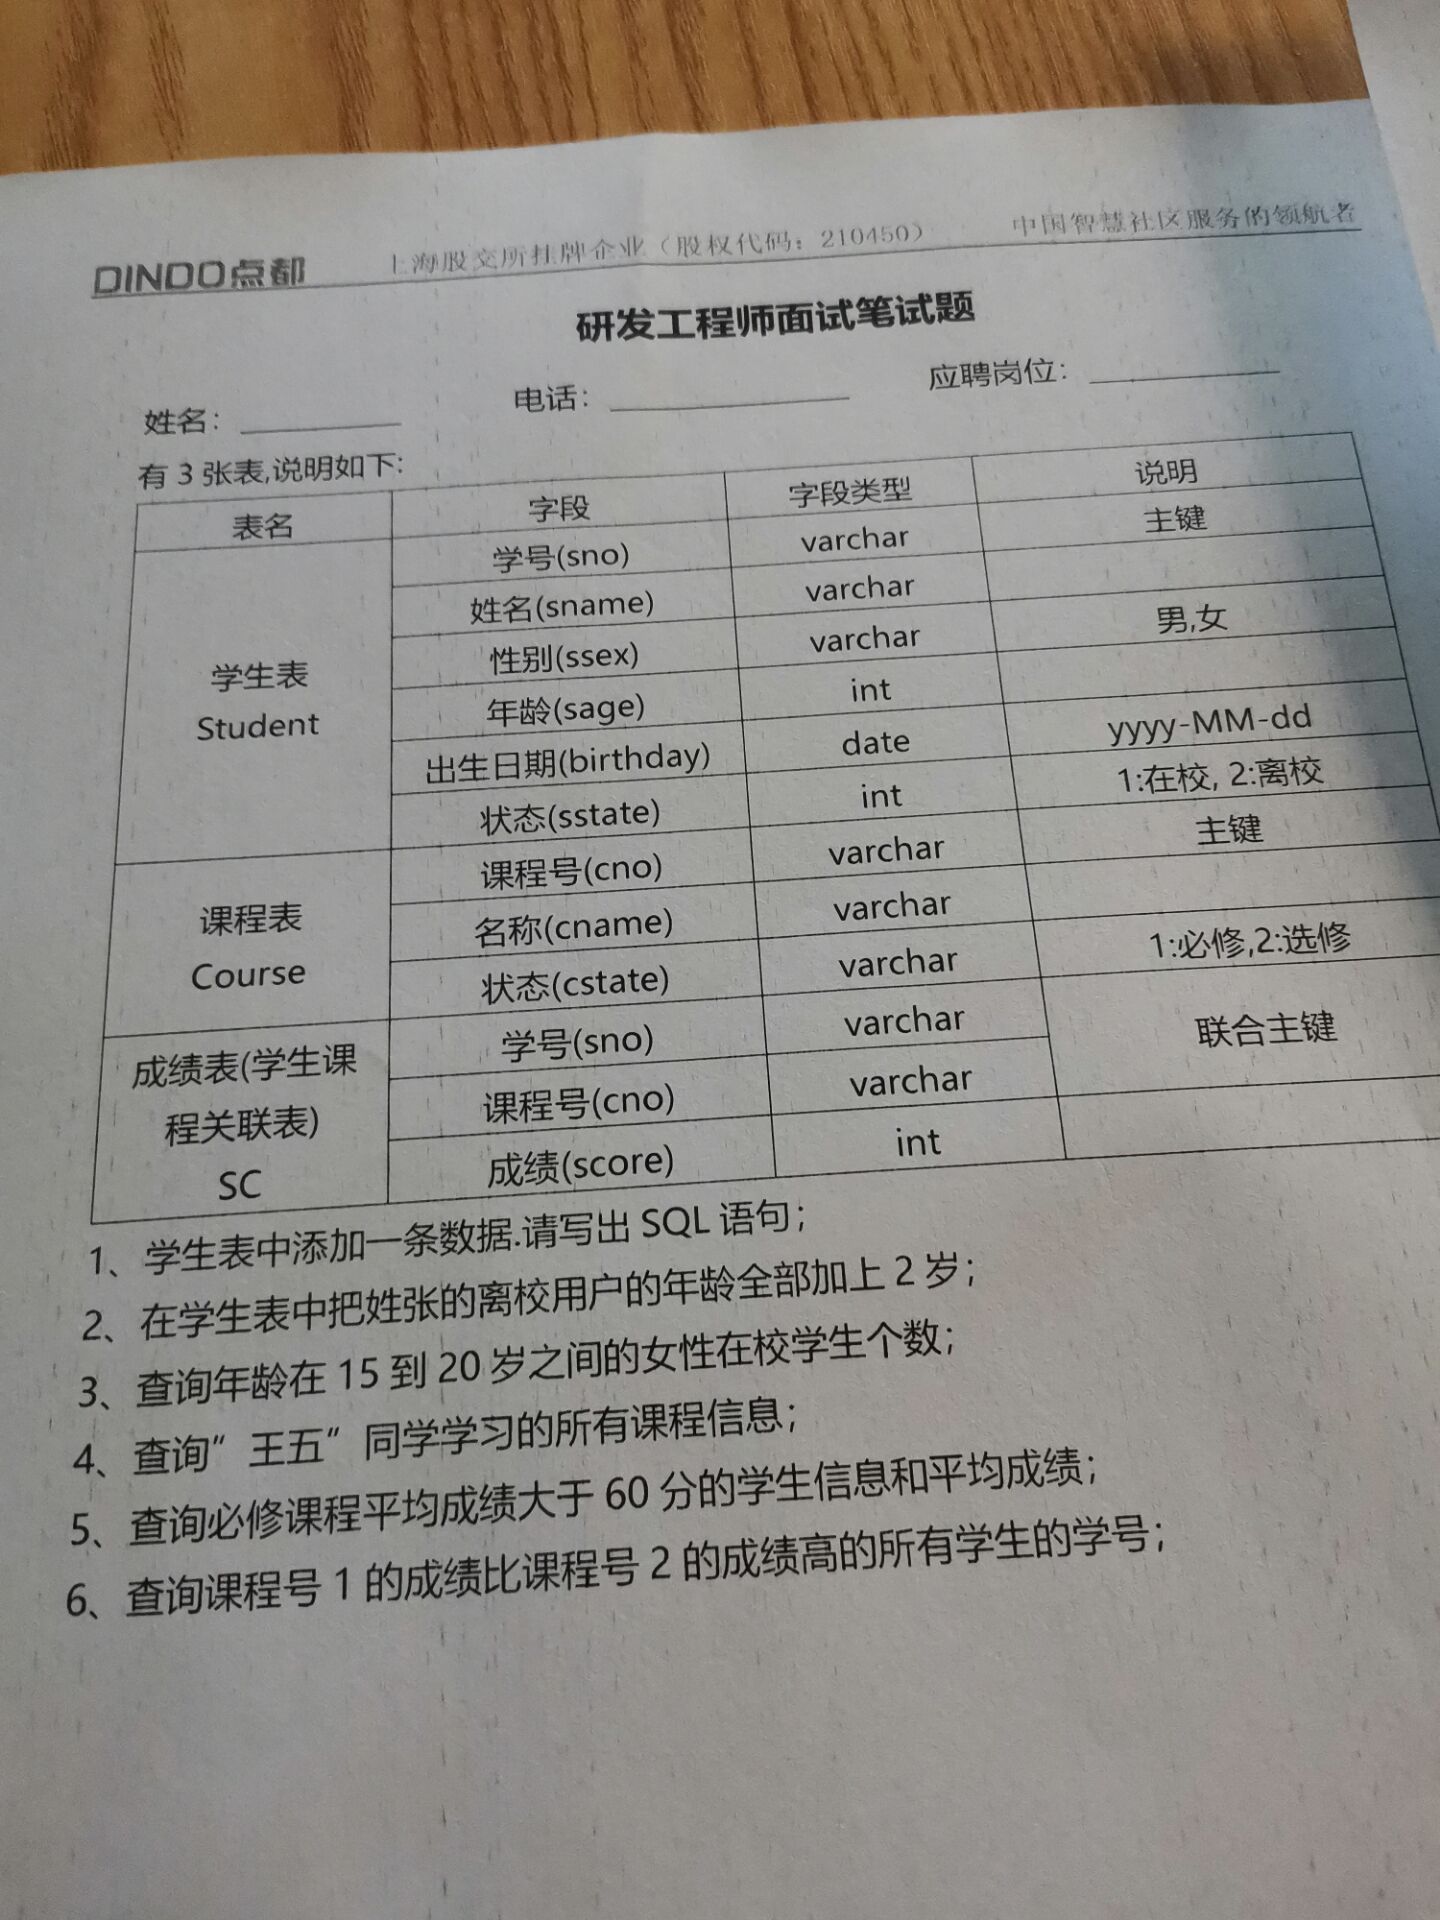 DINDO点都 上海股交所挂牌企业（股权代码：210450） 中国智慧社区服务的领航者
研发工程师面试笔试题
姓名： 电话： 应聘岗位：
有 3 张表,说明如下:
表名 字段 字段类型 说明
学生表
Student
学号(sno) varchar 主键
姓名(sname) varchar
性别(ssex) varchar 男,女
年龄(sage) int
出生日期(birthday) date yyyy-MM-dd
状态(sstate) int 1:在校, 2:离校
课程表
Course
课程号(cno) varchar 主键
名称(cname) varchar
状态(cstate) varchar 1:必修,2:选修
成绩表(学生课
程关联表)
SC
学号(sno) varchar 联合主键
课程号(cno) varchar
成绩(score) int
1、学生表中添加一条数据.请写出 SQL 语句；
2、在学生表中把姓张的离校用户的年龄全部加上 2 岁；
3、查询年龄在 15 到 20 岁之间的女性在校学生个数；
4、查询”王五”同学学习的所有课程信息；
5、查询必修课程平均成绩大于 60 分的学生信息和平均成绩；
6、查询课程号 1 的成绩比课程号 2 的成绩高的所有学生的学号；